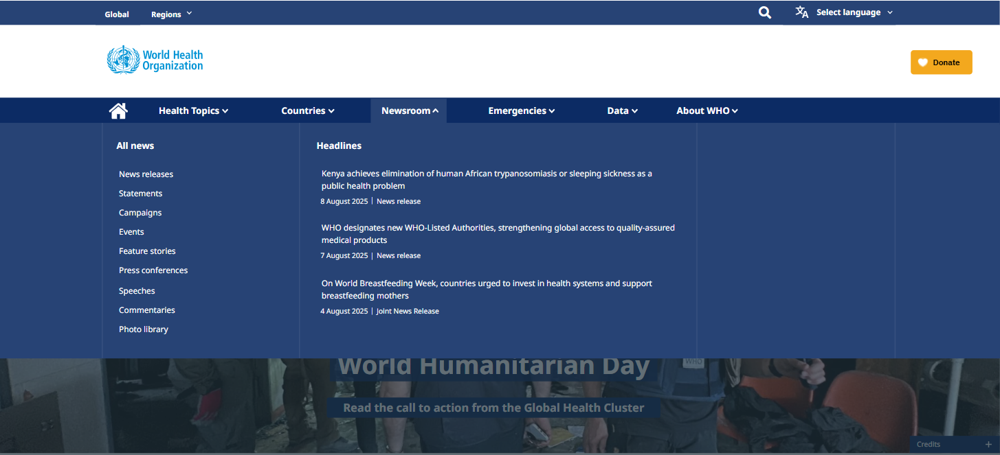 Global
Regions
Select language
World Health
Organization
Donate
Health Topics
Countries
Newsroom
Emergencies
Data
About WHO
All news
News releases
Statements
Campaigns
Events
Feature stories
Press conferences
Speeches
Commentaries
Photo library
Headlines
Kenya achieves elimination of human African trypanosomiasis or sleeping sickness as a
public health problem
8 August 2025 | News release
WHO designates new WHO-Listed Authorities, strengthening global access to quality-assured
medical products
7 August 2025 | News release
On World Breastfeeding Week, countries urged to invest in health systems and support
breastfeeding mothers
4 August 2025 | Joint News Release
World Humanitarian Day
WHO
Read the call to action from the Global Health Cluster
Credits +